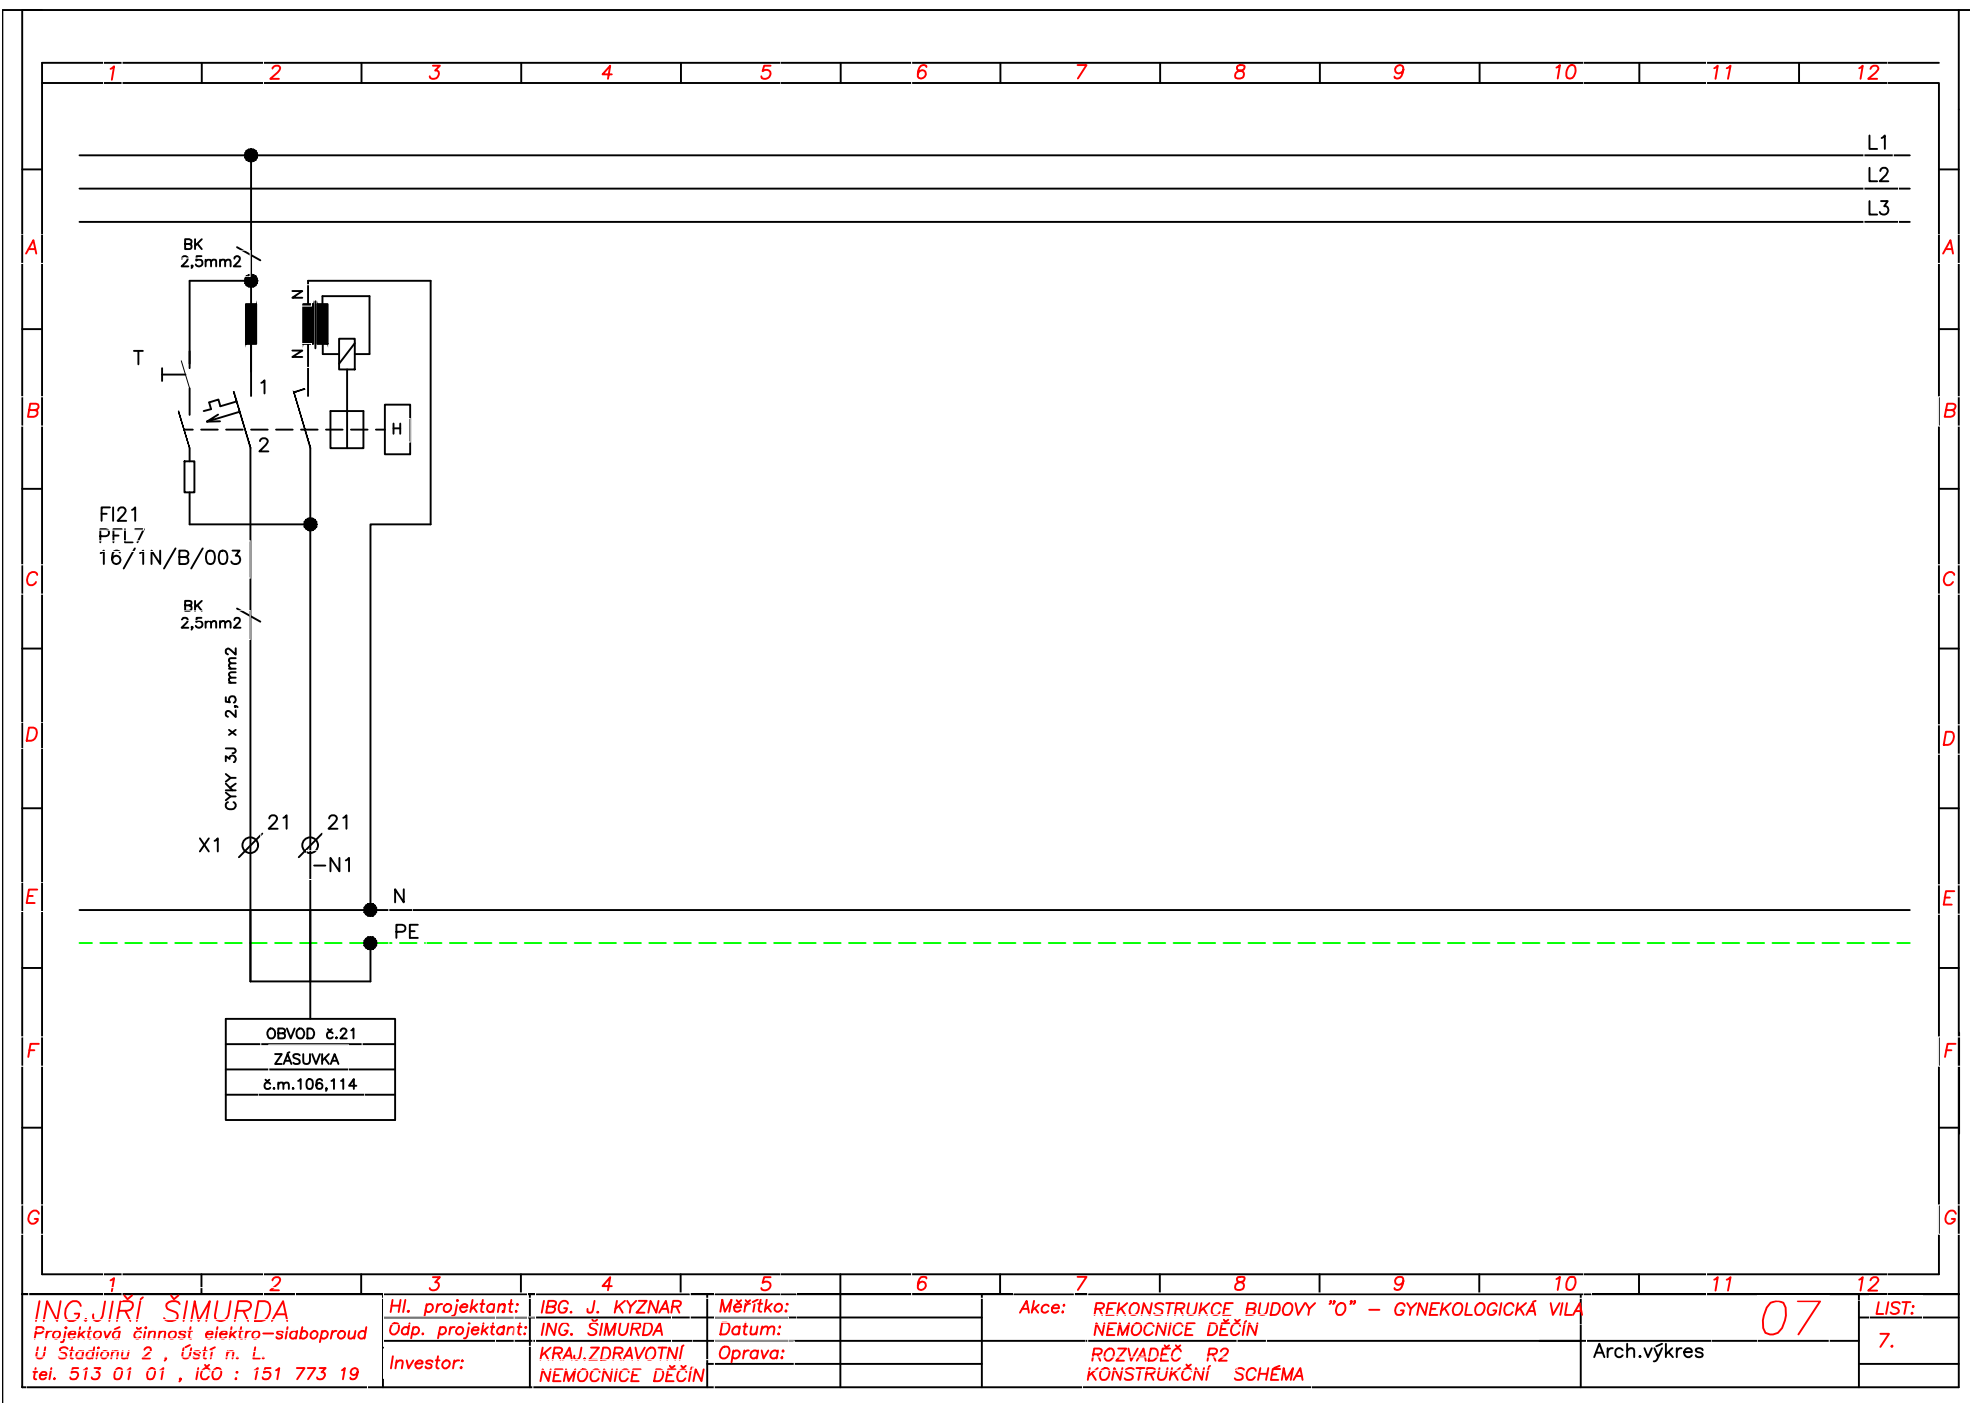 1 2 3 4 5 6 7 8 9 10 11 12
L1
L2
L3
A A
BK
2,5mm2
N
N
T
1
B B
H
2
FI21
PFL7
16/1N/B/003
C C
BK
2,5mm2
CYKY 3J x 2,5 mm2
D D
21 21
X1
-N1
E E
N
PE
OBVOD č.21
ZÁSUVKA
č.m.106,114
F F
G G
1 2 3 4 5 6 7 8 9 10 11 12
ING.JIŘÍ ŠIMURDA
Projektová činnost elektro-slaboproud
U Stadionu 2 , Ústí n. L.
tel. 513 01 01 , IČO : 151 773 19
Hl. projektant: IBG. J. KYZNAR
Odp. projektant: ING. ŠIMURDA
Investor: KRAJ.ZDRAVOTNÍ
NEMOCNICE DĚČÍN
Měřítko:
Datum:
Oprava:
Akce: REKONSTRUKCE BUDOVY "O" - GYNEKOLOGICKÁ VILA
NEMOCNICE DĚČÍN
ROZVADĚČ R2
KONSTRUKČNÍ SCHÉMA
07
Arch.výkres
LIST:
7.